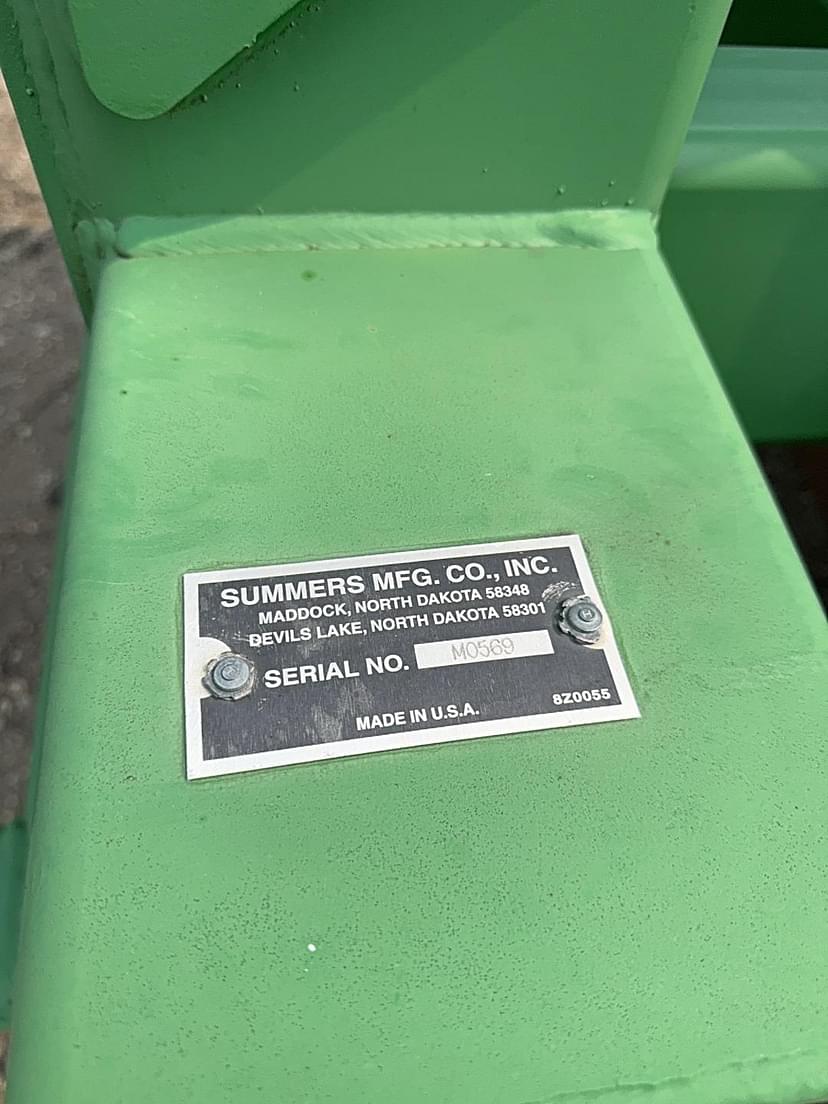 SUMMERS MFG. CO., INC.
MADDOCK, NORTH DAKOTA 58348
DEVILS LAKE, NORTH DAKOTA 58301
SERIAL NO. M0569
MADE IN U.S.A. 8Z0055